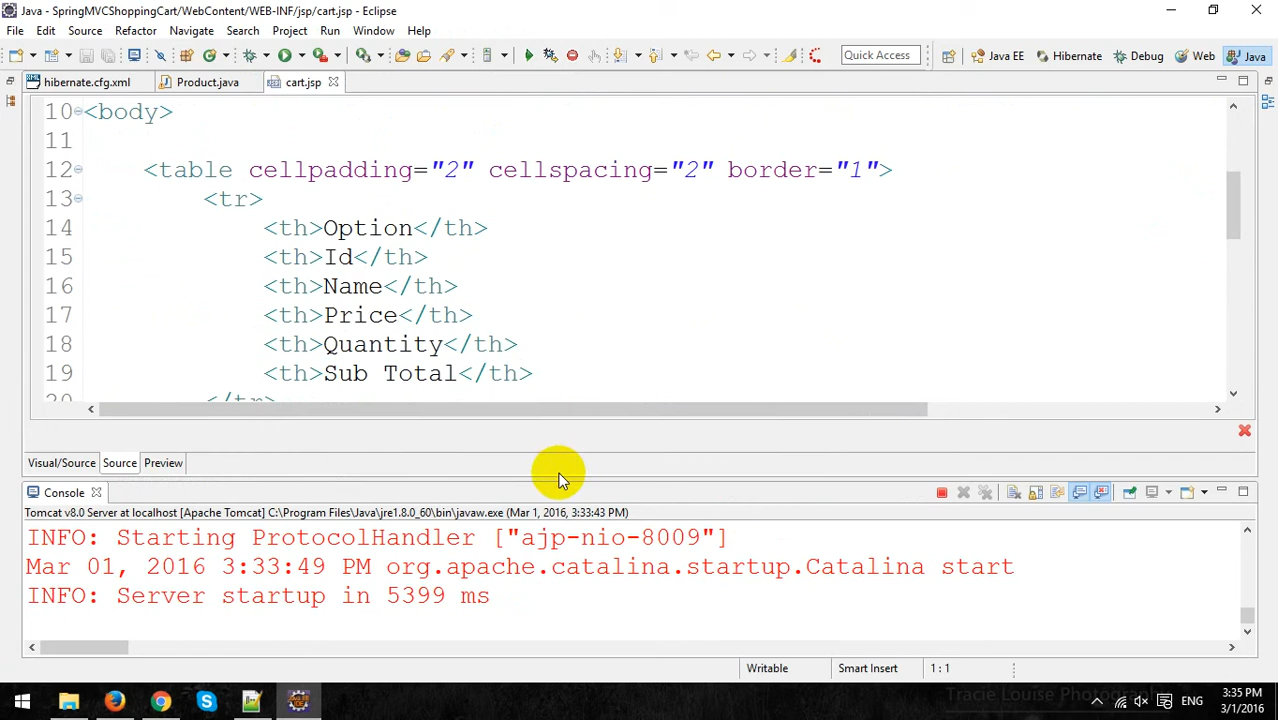 Java - SpringMVCShoppingCart/WebContent/WEB-INF/jsp/cart.jsp - Eclipse
File Edit Source Refactor Navigate Search Project Run Window Help
Quick Access Java EE Hibernate Debug Web Java
hibernate.cfg.xml Product.java cart.jsp
10 <body>
11
12 <table cellpadding="2" cellspacing="2" border="1">
13 <tr>
14 <th>Option</th>
15 <th>Id</th>
16 <th>Name</th>
17 <th>Price</th>
18 <th>Quantity</th>
19 <th>Sub Total</th>
20 </tr>
Visual/Source Source Preview
Console
Tomcat v8.0 Server at localhost [Apache Tomcat] C:\Program Files\Java\jre1.8.0_60\bin\javaw.exe (Mar 1, 2016, 3:33:43 PM)
INFO: Starting ProtocolHandler ["ajp-nio-8009"]
Mar 01, 2016 3:33:49 PM org.apache.catalina.startup.Catalina start
INFO: Server startup in 5399 ms
Writable Smart Insert 1 : 1
Tracie Louise Photography
ENG
3:35 PM
3/1/2016